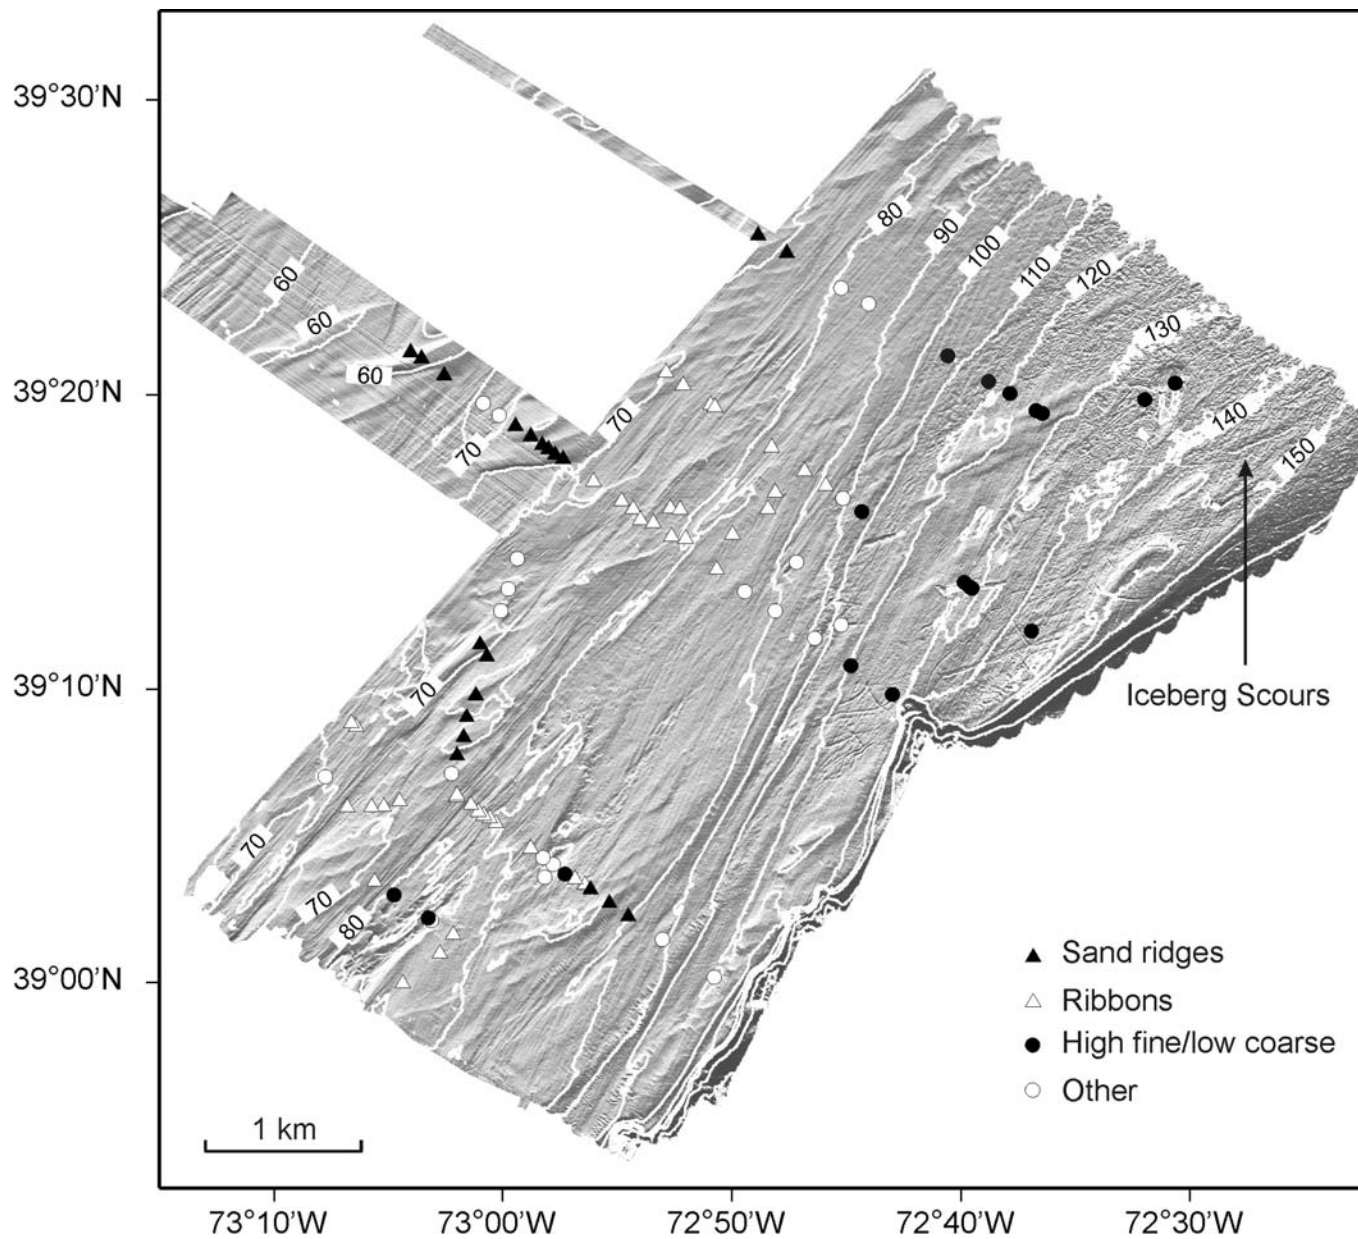 39°30'N
39°20'N
39°10'N
39°00'N
73°10'W
73°00'W
72°50'W
72°40'W
72°30'W
60
60
60
70
70
80
90
100
110
120
130
140
150
70
70
70
80
Iceberg Scours
Sand ridges
Ribbons
High fine/low coarse
Other
1 km